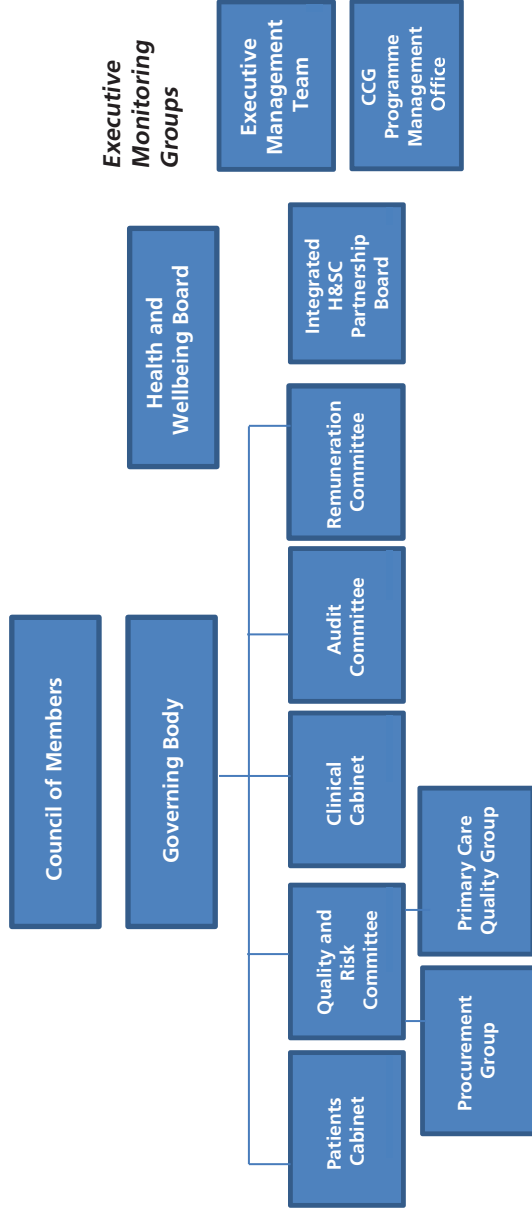 Council of Members
Governing Body
Health and
Wellbeing Board
Executive
Monitoring
Groups
Patients
Cabinet
Quality and
Risk
Committee
Clinical
Cabinet
Audit
Committee
Remuneration
Committee
Integrated
H&SC
Partnership
Board
Executive
Management
Team
CCG
Programme
Management
Office
Procurement
Group
Primary Care
Quality Group